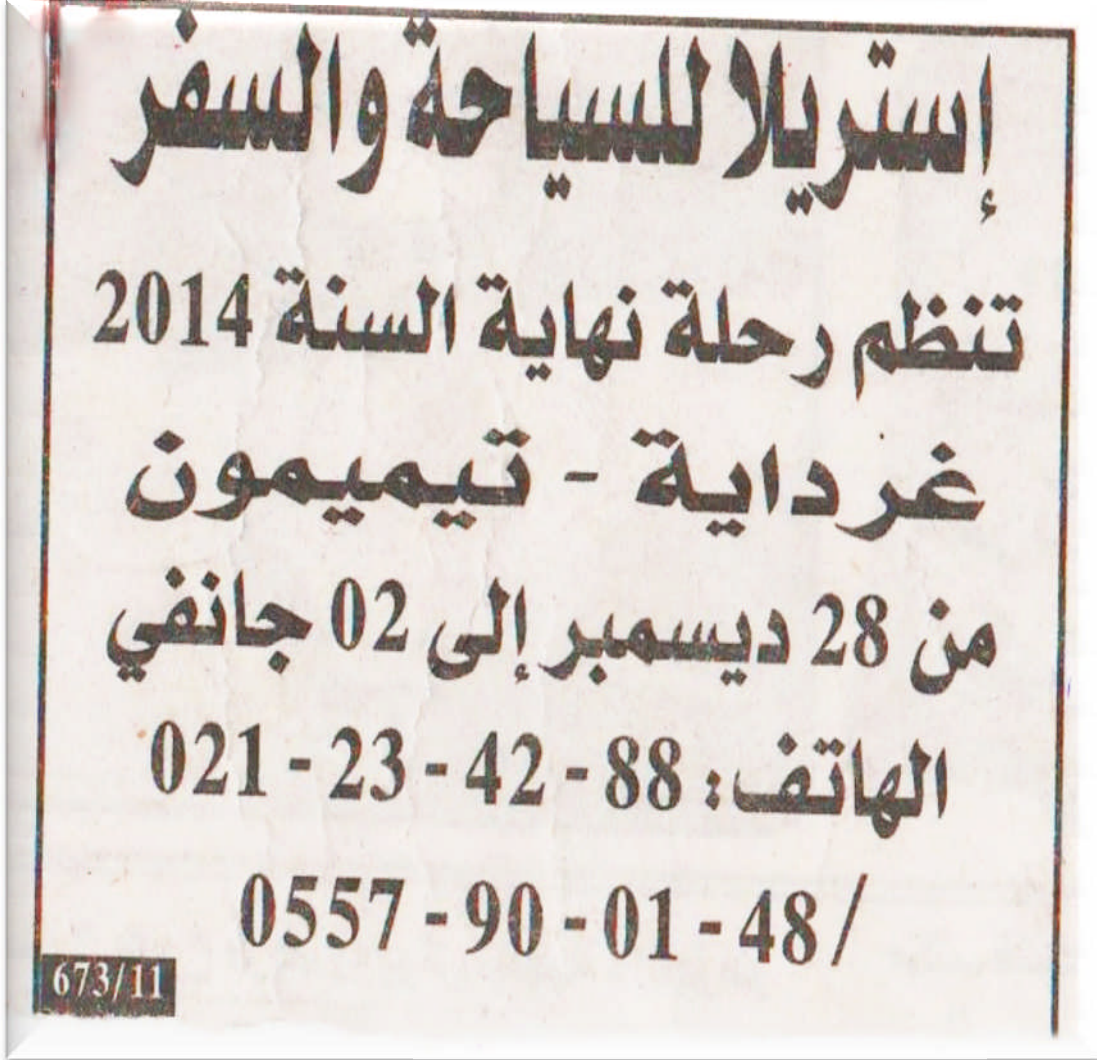 إستريلا للسياحة والسفر
تنظم رحلة نهاية السنة 2014
غرداية - تيميمون
من 28 ديسمبر إلى 02 جانفي
الهاتف: 88 - 42 - 23 - 021
/ 48 - 01 - 90 - 0557
673/11